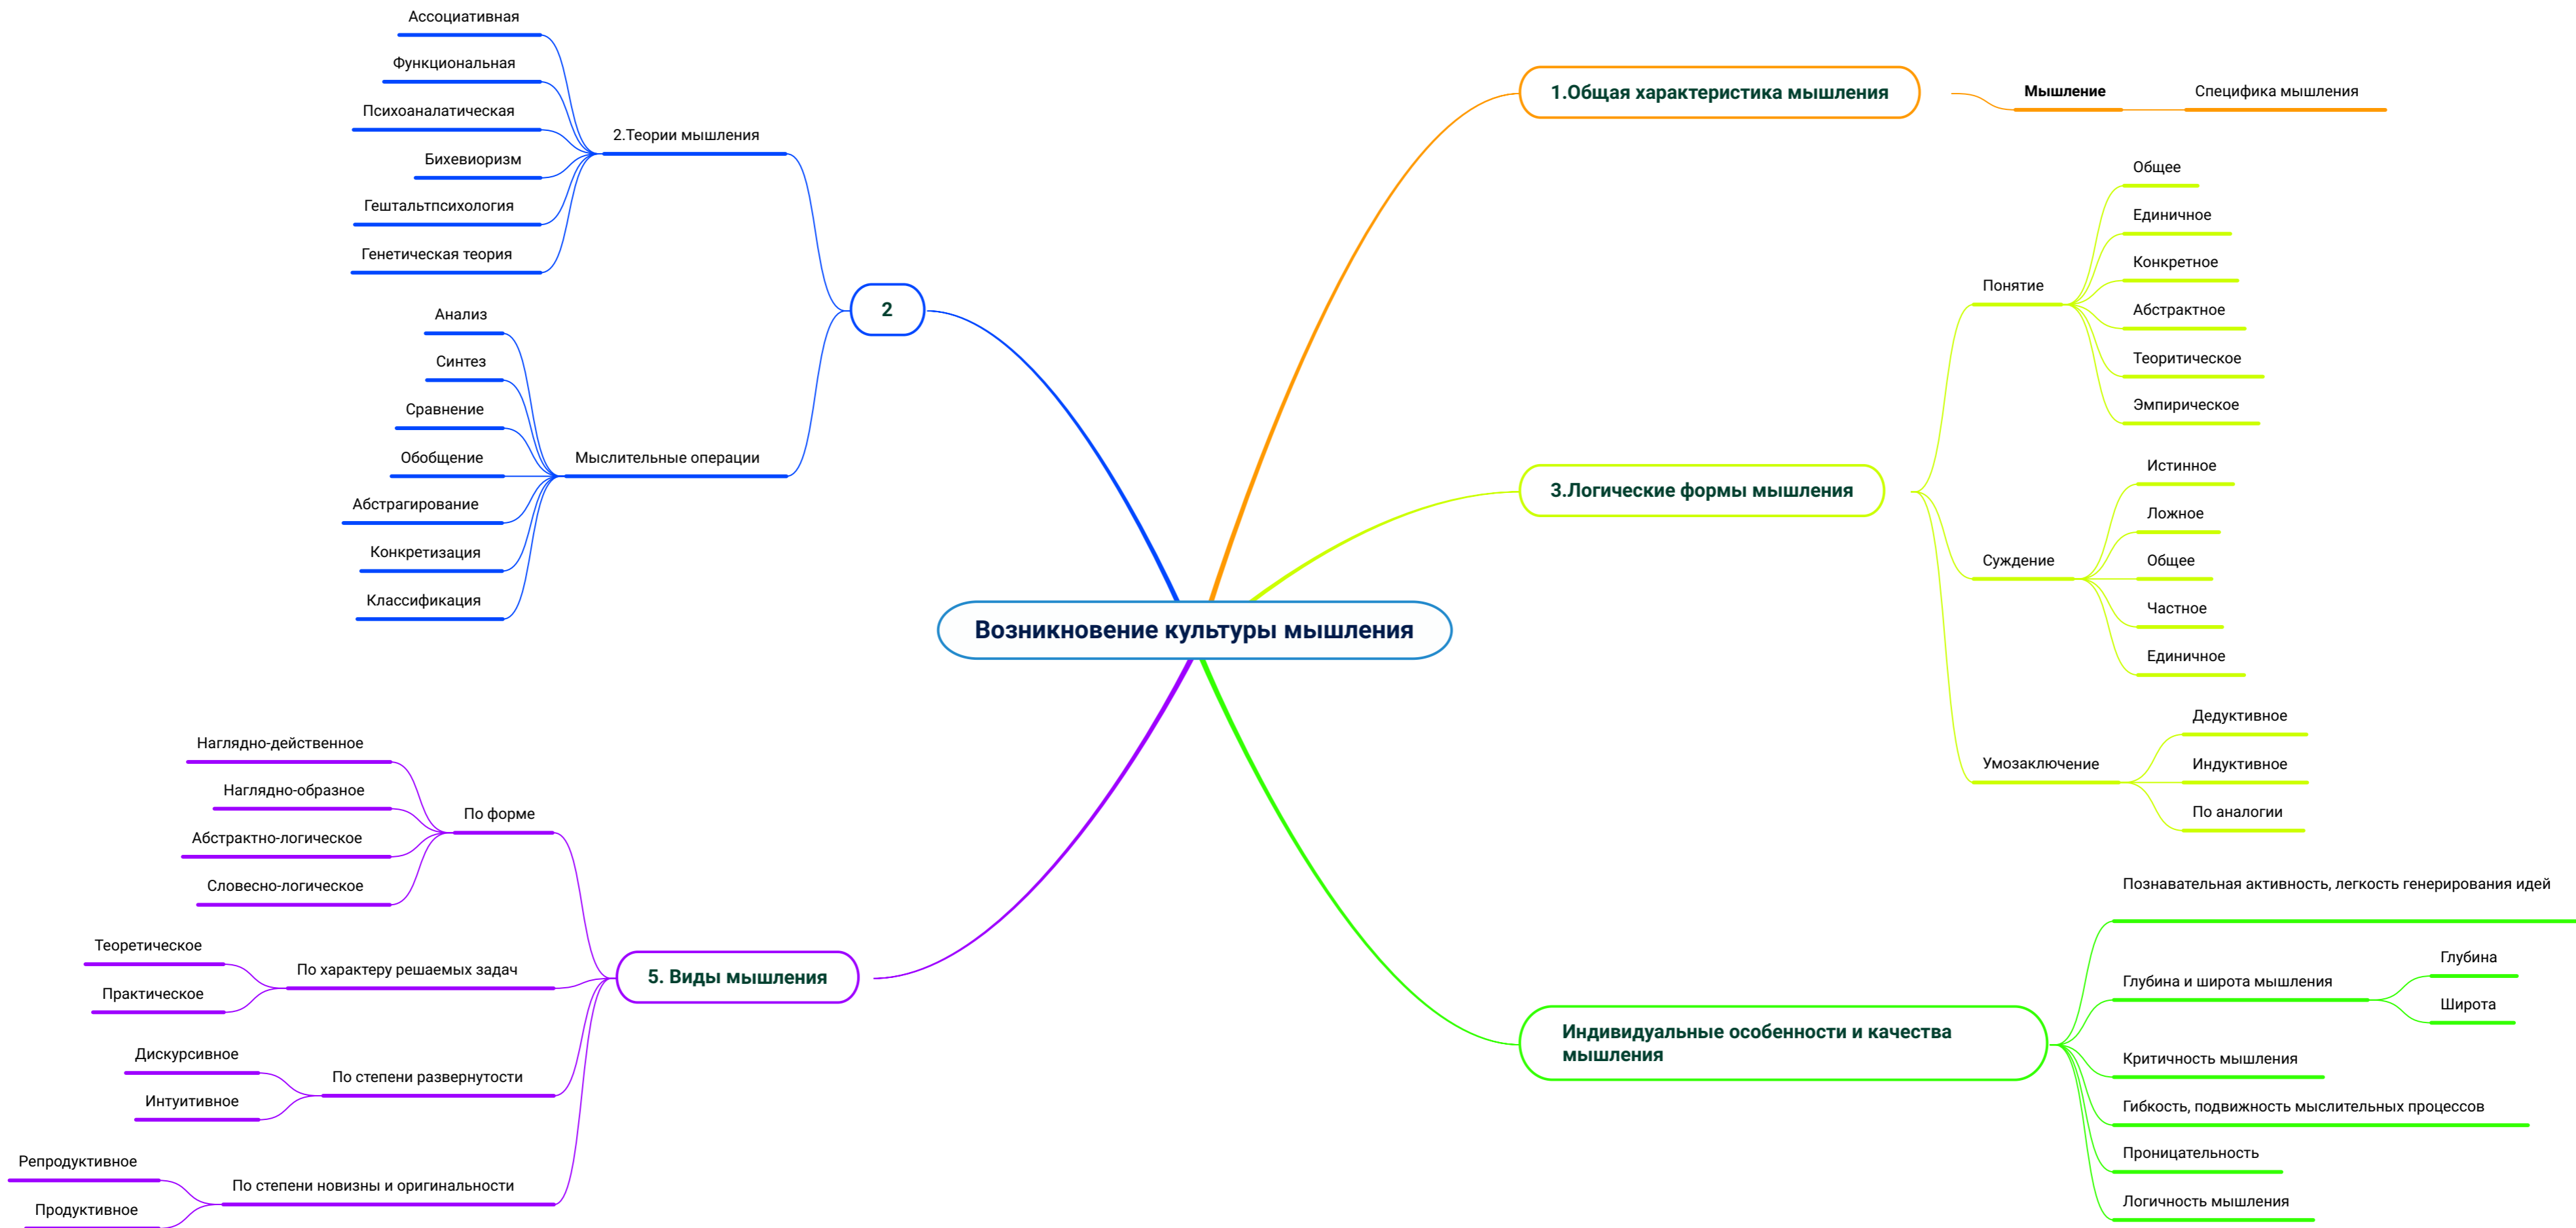 Возникновение культуры мышления
1.Общая характеристика мышления
Мышление
Специфика мышления
2
2.Теории мышления
Ассоциативная
Функциональная
Психоаналатическая
Бихевиоризм
Гештальтпсихология
Генетическая теория
Мыслительные операции
Анализ
Синтез
Сравнение
Обобщение
Абстрагирование
Конкретизация
Классификация
3.Логические формы мышления
Понятие
Общее
Единичное
Конкретное
Абстрактное
Теоритическое
Эмпирическое
Суждение
Истинное
Ложное
Общее
Частное
Единичное
Умозаключение
Дедуктивное
Индуктивное
По аналогии
5. Виды мышления
По форме
Наглядно-действенное
Наглядно-образное
Абстрактно-логическое
Словесно-логическое
По характеру решаемых задач
Теоретическое
Практическое
По степени развернутости
Дискурсивное
Интуитивное
По степени новизны и оригинальности
Репродуктивное
Продуктивное
Индивидуальные особенности и качества
мышления
Познавательная активность, легкость генерирования идей
Глубина и широта мышления
Глубина
Широта
Критичность мышления
Гибкость, подвижность мыслительных процессов
Проницательность
Логичность мышления